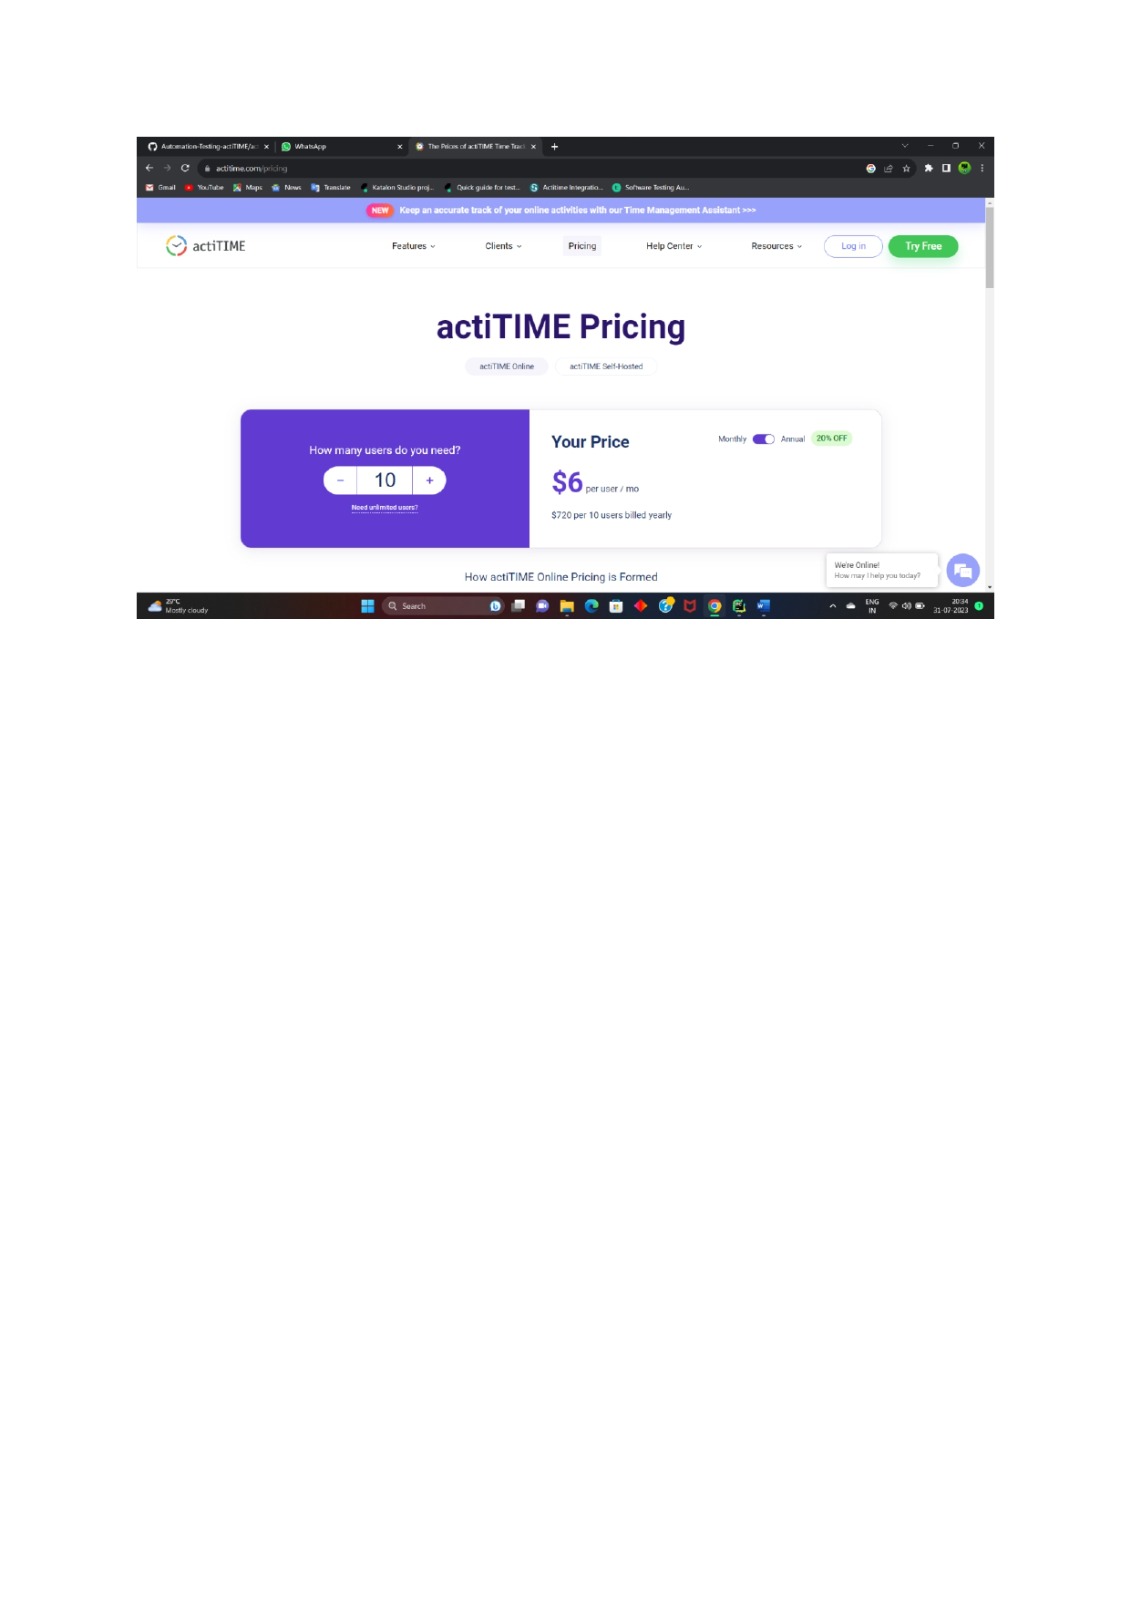 Automation-Testing-actiTIME/ac
WhatsApp
The Prices of actiTIME Time Trac
actitime.com/pricing
Gmail YouTube Maps News Translate Katalon Studio proj... Quick guide for test... Actitime Integratio... Software Testing Au...
NEW Keep an accurate track of your online activities with our Time Management Assistant >>>
actiTIME Features Clients Pricing Help Center Resources Log in Try Free
actiTIME Pricing
actiTIME Online actiTIME Self-Hosted
How many users do you need?
− 10 +
Need unlimited users?
Your Price Monthly Annual 20% OFF
$6 per user / mo
$720 per 10 users billed yearly
How actiTIME Online Pricing is Formed
We're Online!
How may I help you today?
29°C
Mostly cloudy
Search
ENG
IN
20:34
31-07-2023